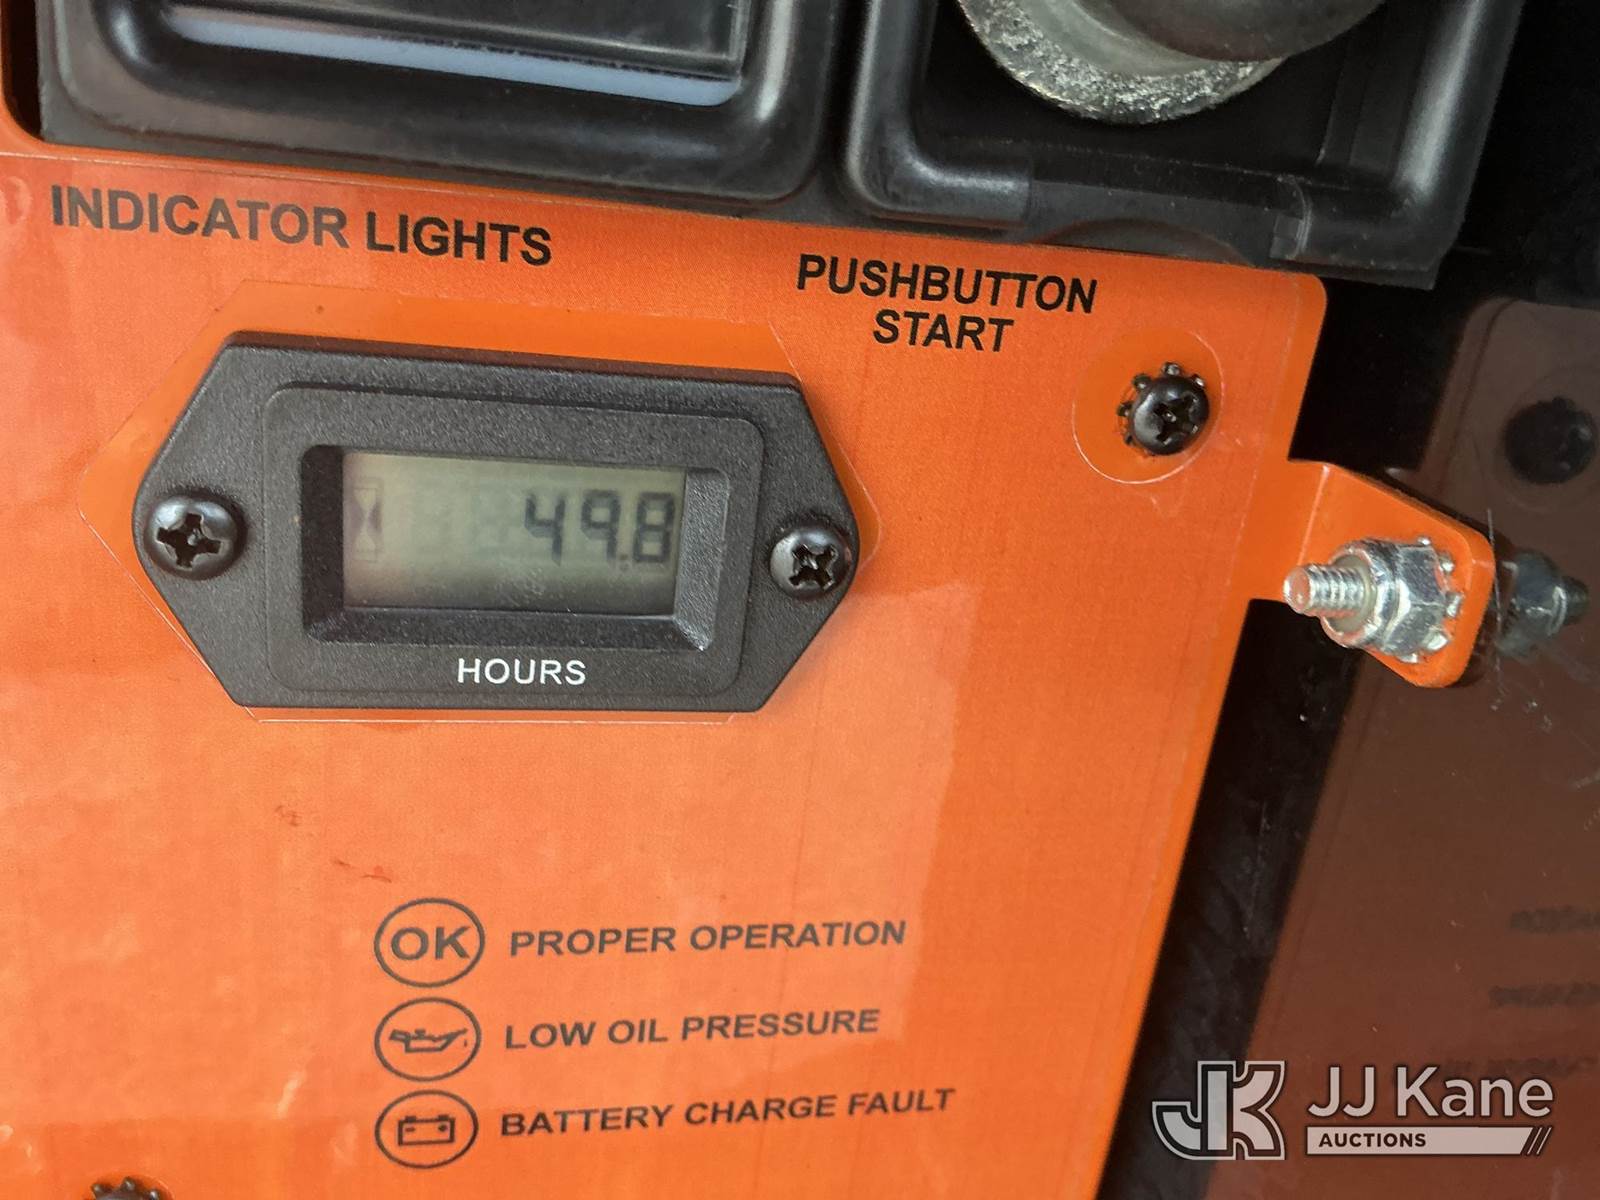 INDICATOR LIGHTS
PUSHBUTTON
START
49.8
HOURS
OK PROPER OPERATION
LOW OIL PRESSURE
BATTERY CHARGE FAULT
JK JJ Kane
AUCTIONS